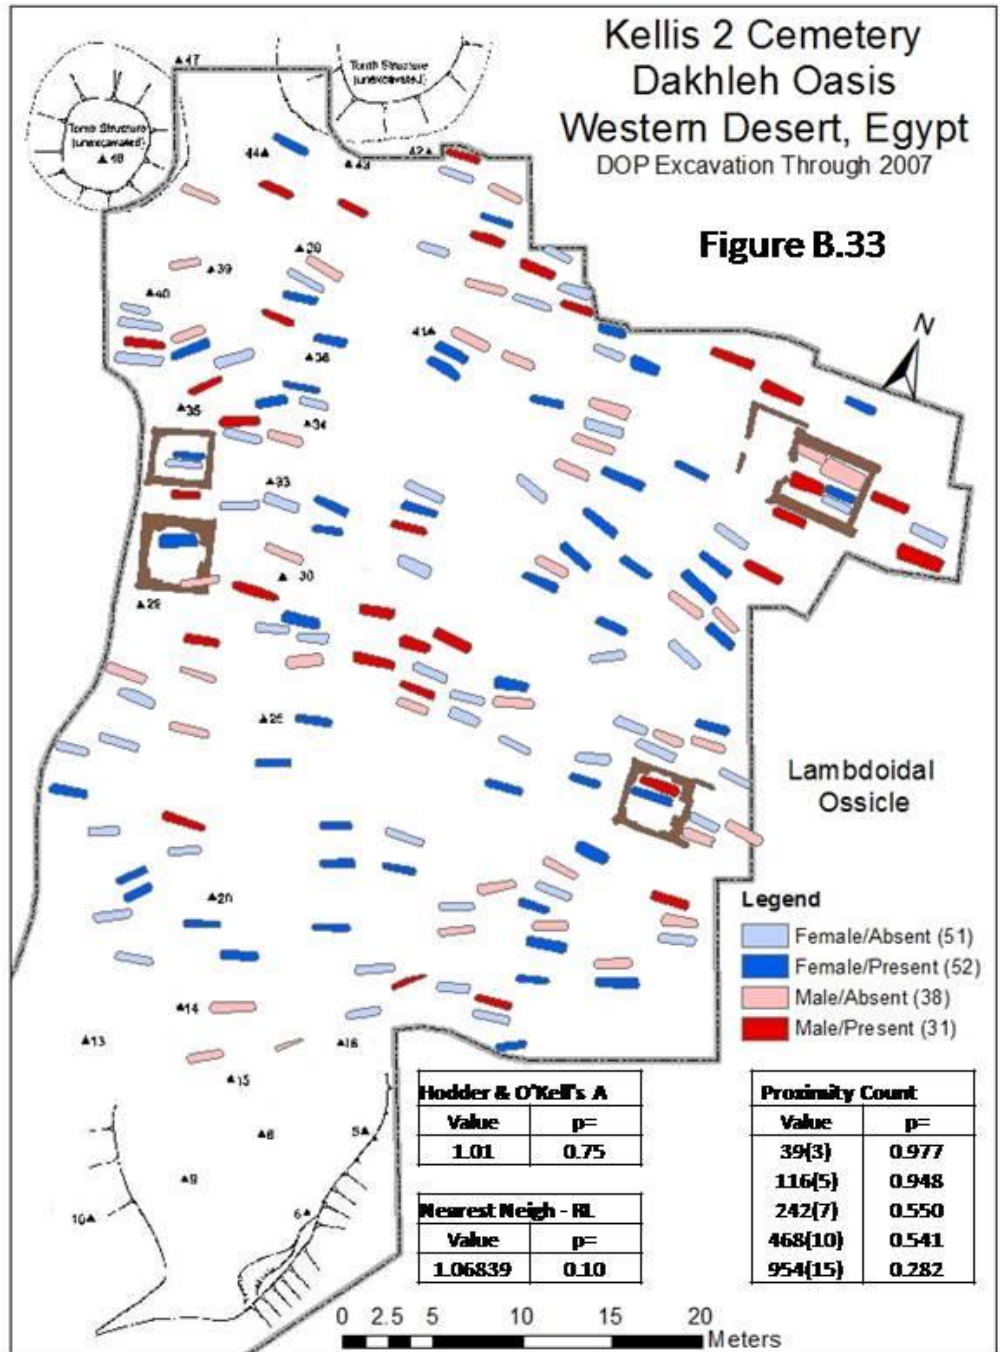 Kellis 2 Cemetery
Dakhleh Oasis
Western Desert, Egypt
DOP Excavation Through 2007
Figure B.33
N
47
Tomb Structure
(unexcavated)
Tomb Structure
(unexcavated)
48
44
43
42
39
40
41
36
35
34
33
30
29
25
20
14
13
16
15
8
5
9
10
6
Lambdoidal
Ossicle
Legend
Female/Absent (51)
Female/Present (52)
Male/Absent (38)
Male/Present (31)
Hodder & O'Kell's A
Value p=
1.01 0.75
Nearest Neigh - RL
Value p=
1.06839 0.10
Proximity Count
Value p=
39(3) 0.977
116(5) 0.948
242(7) 0.550
468(10) 0.541
954(15) 0.282
0 2.5 5 10 15 20
Meters